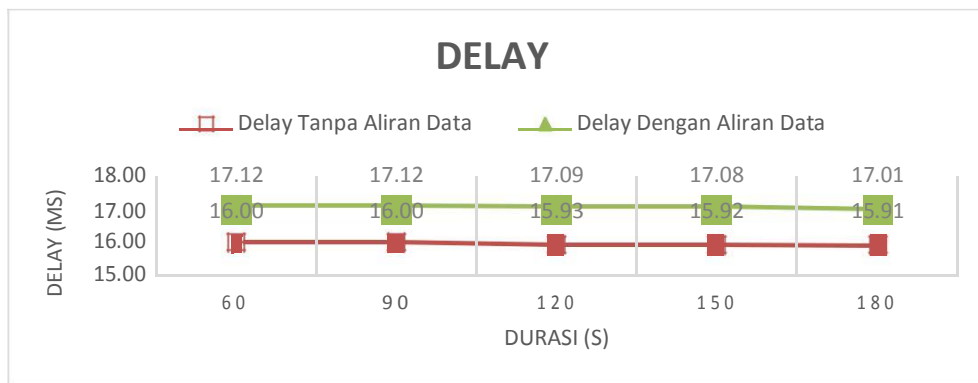 DELAY
Delay Tanpa Aliran Data Delay Dengan Aliran Data
DELAY (MS)
18.00 17.12 17.12 17.09 17.08 17.01
17.00 16.00 16.00 15.93 15.92 15.91
16.00
15.00
60 90 120 150 180
DURASI (S)